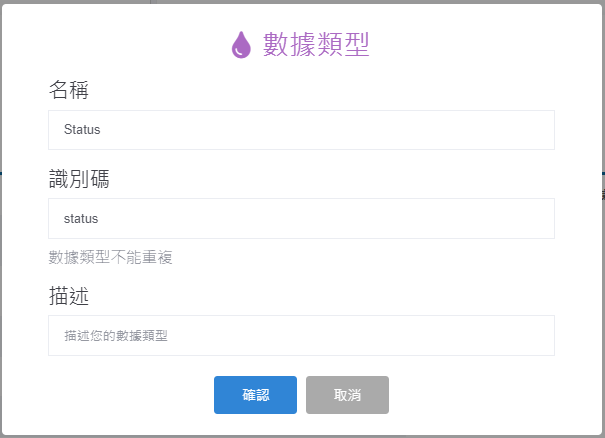 數據類型
名稱
Status
識別碼
status
數據類型不能重複
描述
描述您的數據類型
確認
取消